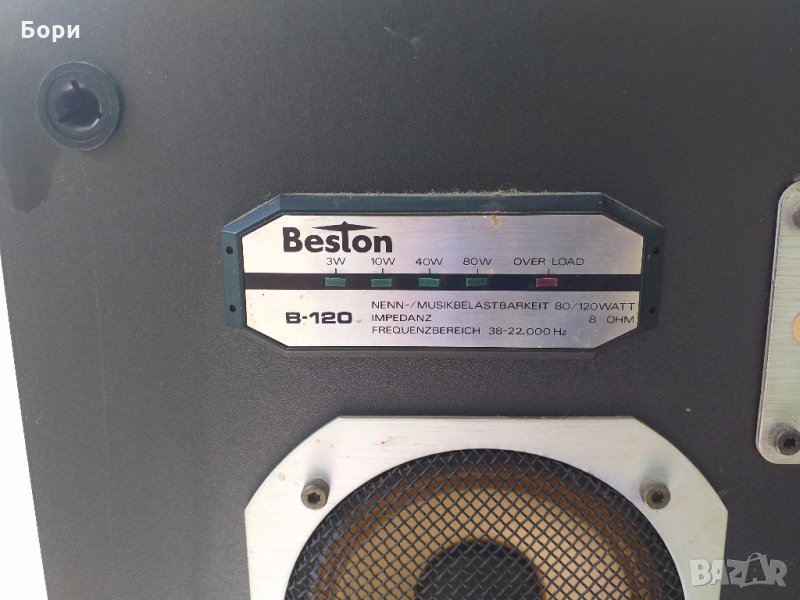 Бори
Beston
3W 10W 40W 80W OVER LOAD
B-120
NENN-/MUSIKBELASTBARKEIT 80/120WATT
IMPEDANZ 8 OHM
FREQUENZBEREICH 38-22.000 Hz
BAZAR